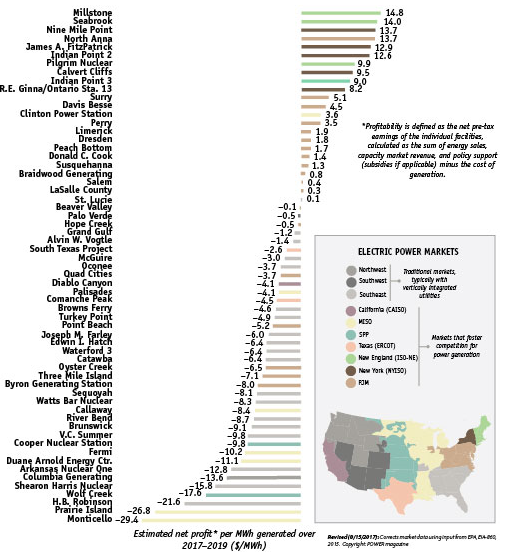 Millstone 14.8
Seabrook 14.0
Nine Mile Point 13.7
North Anna 13.7
James A. FitzPatrick 12.9
Indian Point 2 12.6
Pilgrim Nuclear 9.9
Calvert Cliffs 9.5
Indian Point 3 9.0
R.E. Ginna/Ontario Sta. 13 8.2
Surry 5.1
Davis Besse 4.5
Clinton Power Station 3.6
Perry 3.5
Limerick 1.9
Dresden 1.8
Peach Bottom 1.7
Donald C. Cook 1.4
Susquehanna 1.3
Braidwood Generating 0.8
Salem 0.4
LaSalle County 0.3
St. Lucie 0.1
Beaver Valley –0.1
Palo Verde –0.5
Hope Creek –0.5
Grand Gulf –1.2
Alvin W. Vogtle –1.4
South Texas Project –2.6
McGuire –3.0
Oconee –3.7
Quad Cities –3.7
Diablo Canyon –4.1
Palisades –4.1
Comanche Peak –4.5
Browns Ferry –4.6
Turkey Point –4.9
Point Beach –5.2
Joseph M. Farley –6.0
Edwin I. Hatch –6.4
Waterford 3 –6.4
Catawba –6.4
Oyster Creek –6.5
Three Mile Island –7.1
Byron Generating Station –8.0
Sequoyah –8.1
Watts Bar Nuclear –8.3
Callaway –8.4
River Bend –8.7
Brunswick –9.1
V.C. Summer –9.8
Cooper Nuclear Station –9.8
Fermi –10.2
Duane Arnold Energy Ctr. –11.1
Arkansas Nuclear One –12.8
Columbia Generating –13.6
Shearon Harris Nuclear –15.8
Wolf Creek –17.6
H.B. Robinson –21.6
Prairie Island –26.8
Monticello –29.4
Estimated net profit* per MWh generated over
2017–2019 ($/MWh)
*Profitability is defined as the net pre-tax
earnings of the individual facilities,
calculated as the sum of energy sales,
capacity market revenue, and policy support
(subsidies if applicable) minus the cost of
generation.
ELECTRIC POWER MARKETS
Northwest
Southwest
Southeast
Traditional markets,
typically with
vertically integrated
utilities
California (CAISO)
MISO
SPP
Texas (ERCOT)
New England (ISO-NE)
New York (NYISO)
PJM
Markets that foster
competition for
power generation
Revised (8/15/2017): Corrects market data using input from EPA, EIA-860,
2015. Copyright: POWER magazine